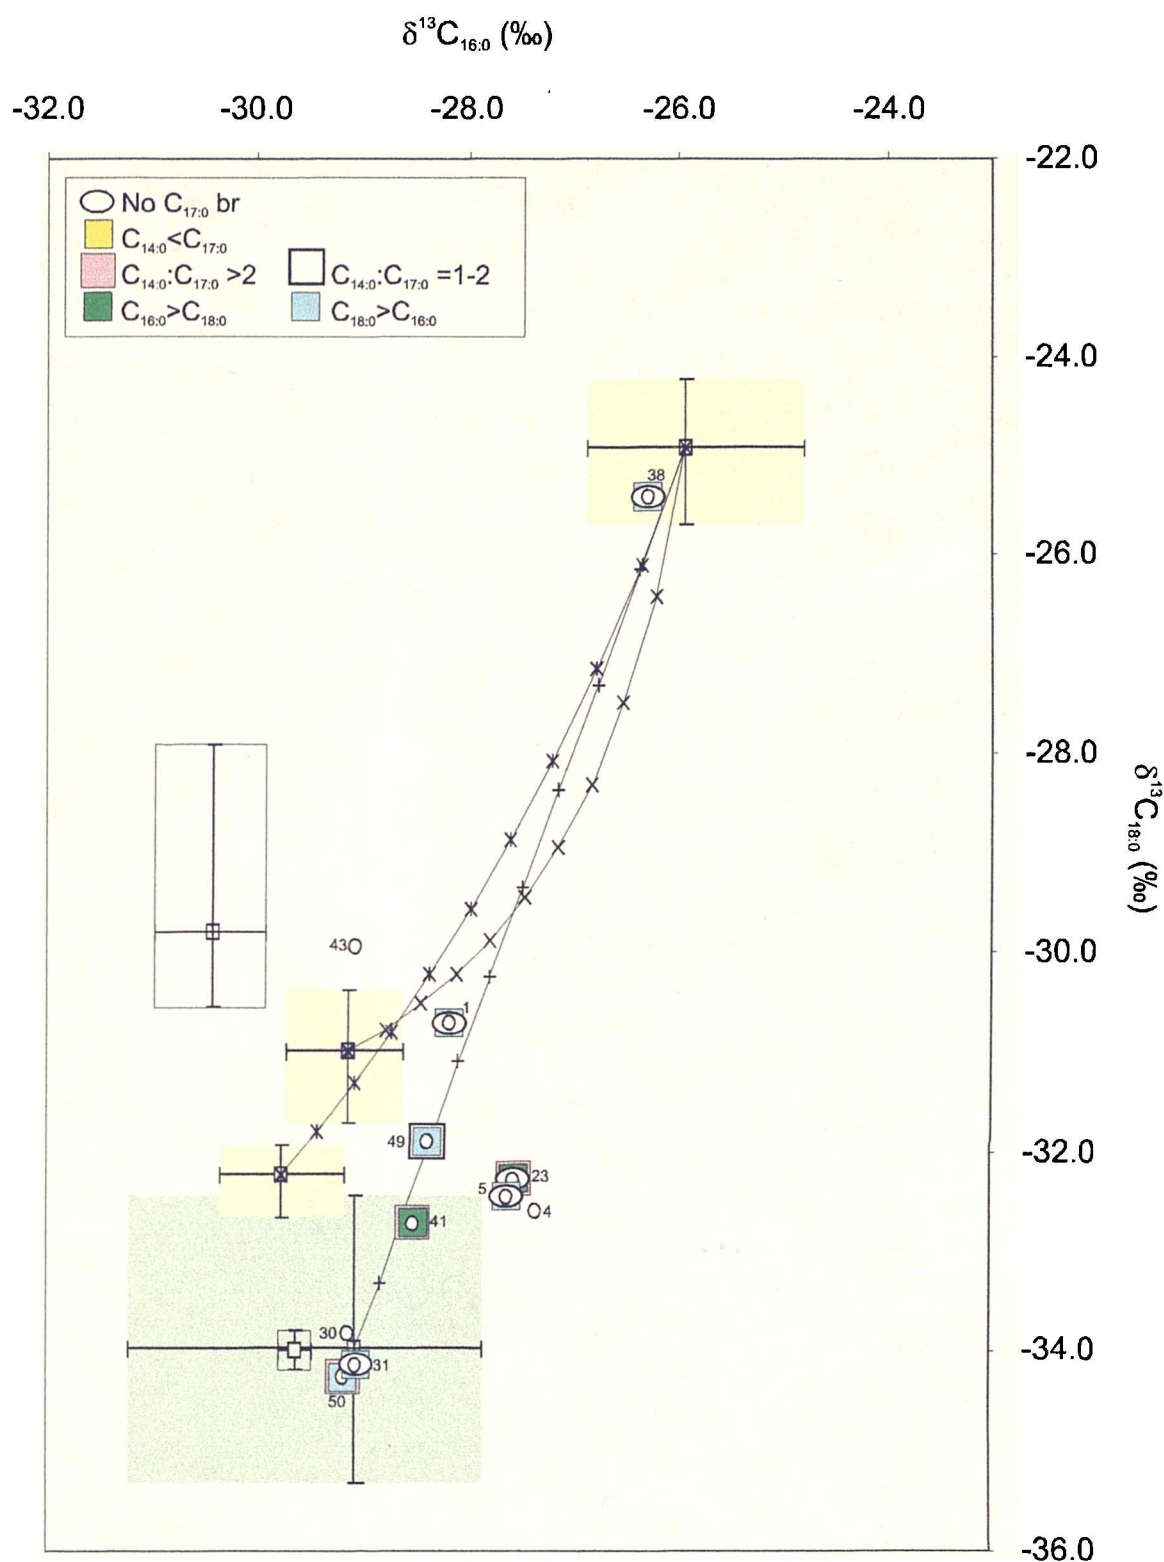 δ¹³C₁₆:₀ (‰)
-32.0 -30.0 -28.0 -26.0 -24.0
-22.0
No C₁₇:₀ br
C₁₄:₀<C₁₇:₀
C₁₄:₀:C₁₇:₀ >2 C₁₄:₀:C₁₇:₀ =1-2
C₁₆:₀>C₁₈:₀ C₁₈:₀>C₁₆:₀
-24.0
38
-26.0
-28.0
δ¹³C₁₈:₀ (‰)
43
-30.0
1
49
-32.0
23
5
4
41
30
-34.0
31
50
-36.0